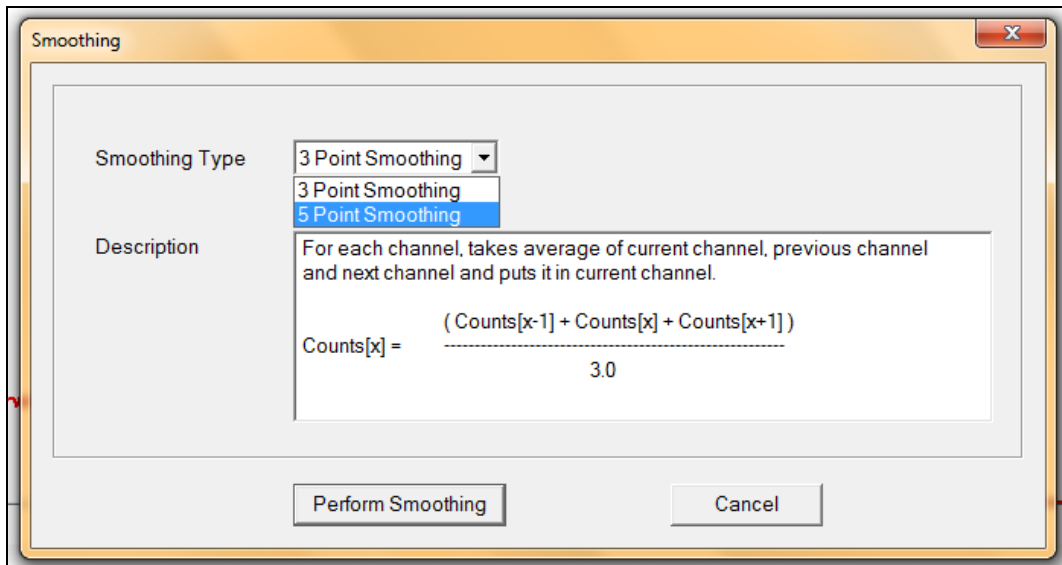 Smoothing
Smoothing Type
3 Point Smoothing
3 Point Smoothing
5 Point Smoothing
Description
For each channel, takes average of current channel, previous channel
and next channel and puts it in current channel.
( Counts[x-1] + Counts[x] + Counts[x+1] )
Counts[x] = ---------------------------------------------------------
3.0
Perform Smoothing
Cancel